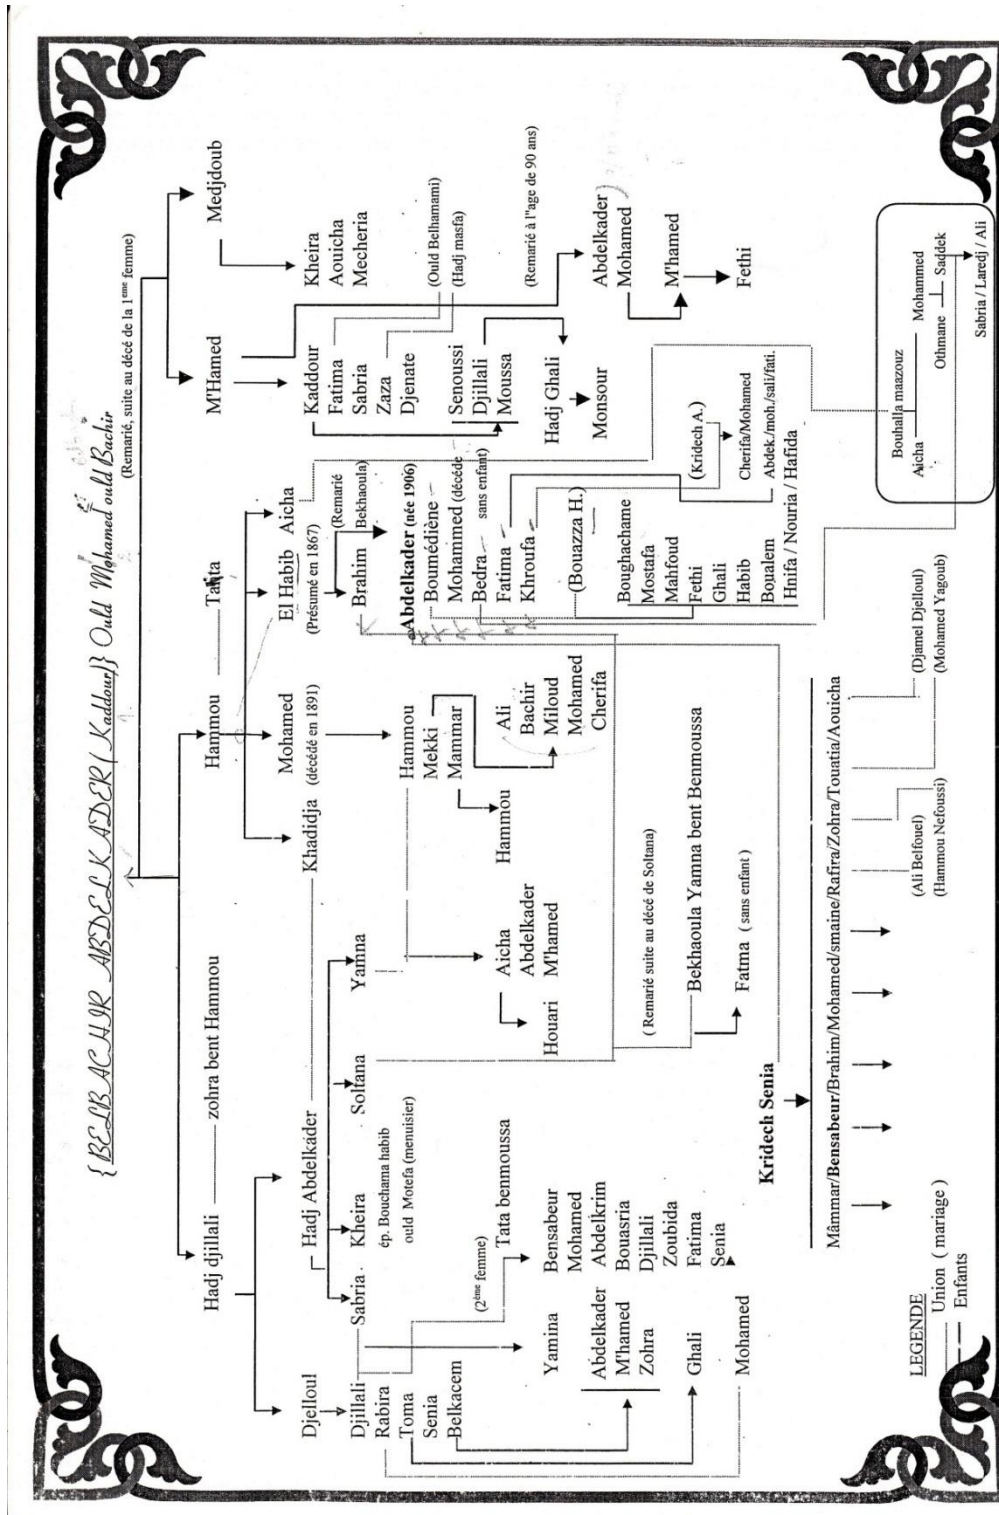 {BELBACHIR ABDELKADER (Kaddour)} Ould Mohamed ould Bachir
(Remarié, suite au décé de la 1ème femme)
Hadj djillali
zohra bent Hammou
Hammou
Tahta
M'Hamed
Medjdoub
Djelloul
Hadj Abdelkáder
Khadidja
Mohamed
(décédé en 1891)
El Habib
(Présumé en 1867)
Aicha
(Remarié
Bekhaoula)
Djillali
Rabira
Toma
Senia
Belkacem
Sabria
Kheira
ép. Bouchama habib
ould Motefa (menuisier)
Soltana
Yamna
Hammou
Mekki
Mammar
Brahim
Abdelkader (née 1906)
Boumédiène
Mohammed (décédé
sans enfant)
Bedra
Fatima
Khroufa
Kaddour
Fatima
Sabria
Zaza
Djenate
Senoussi
Djillali
Moussa
Kheira
Aouicha
Mecheria
(Ould Belhamami)
(Hadj masfa)
(Remarié à l"age de 90 ans)
(2ème femme)
Tata benmoussa
Yamina
Abdelkader
M'hamed
Zohra
Ghali
Mohamed
Bensabeur
Mohamed
Abdelkrim
Bouasria
Djillali
Zoubida
Fatima
Senia
Aicha
Abdelkader
M'hamed
Houari
Hammou
Ali
Bachir
Miloud
Mohamed
Cherifa
(Bouazza H.)
(Kridech A.)
Hadj Ghali
Monsour
Abdelkader
Mohamed
M'hamed
Fethi
Boughachame
Mostafa
Mahfoud
Fethi
Ghali
Habib
Boualem
Hnifa / Nouria / Hafida
Cherifa/Mohamed
Abdek./moh./sali/fati.
( Remarié suite au décé de Soltana)
Bekhaoula Yamna bent Benmoussa
Fatma ( sans enfant)
Kridech Senia
Mâmmar/Bensabeur/Brahim/Mohamed/smaine/Rafira/Zohra/Touatia/Aouicha
(Ali Belfouel)
(Hammou Nefoussi)
(Djamel Djelloul)
(Mohamed Yagoub)
Bouhalla maazouz
Aicha
Mohammed
Othmane
Saddek
Sabria / Laredj / Ali
LEGENDE
Union ( mariage )
Enfants